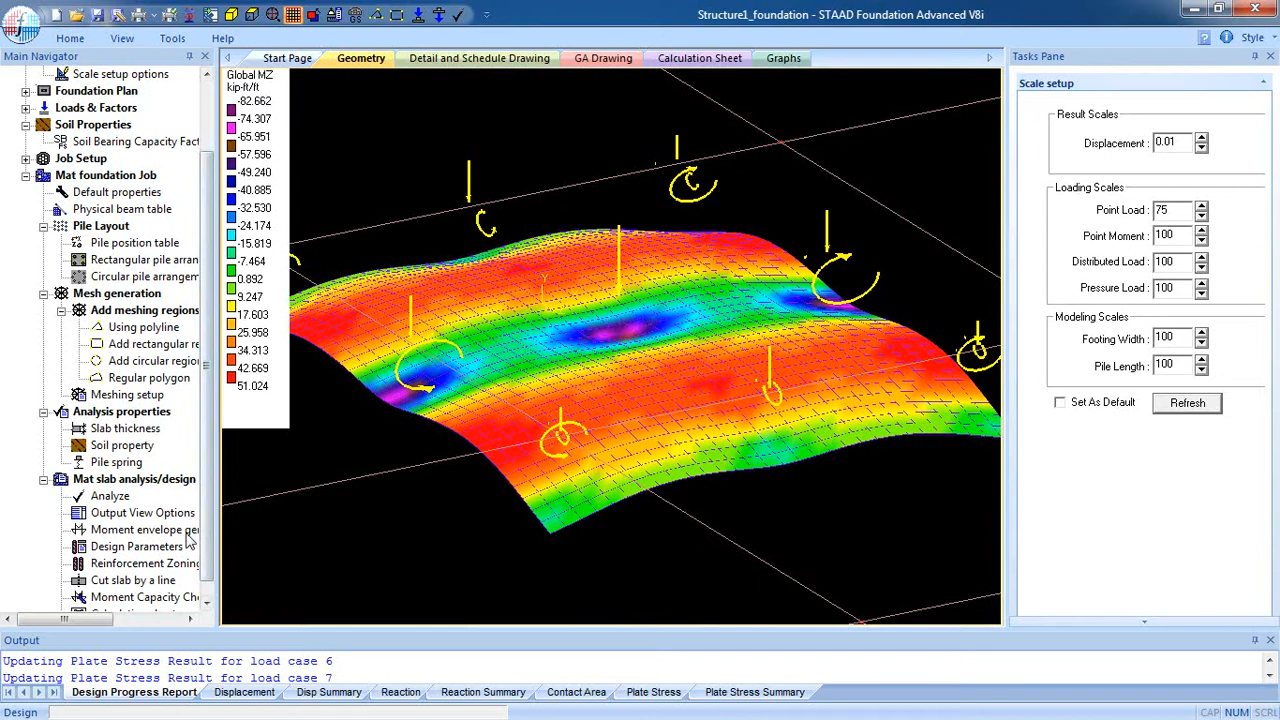 Structure1_foundation - STAAD Foundation Advanced V8i
Home
View
Tools
Help
Style
Main Navigator
Start Page
Geometry
Detail and Schedule Drawing
GA Drawing
Calculation Sheet
Graphs
Tasks Pane
Scale setup options
Foundation Plan
Loads & Factors
Soil Properties
Soil Bearing Capacity Fact
Job Setup
Mat foundation Job
Default properties
Physical beam table
Pile Layout
Pile position table
Rectangular pile arran
Circular pile arrangem
Mesh generation
Add meshing regions
Using polyline
Add rectangular re
Add circular regio
Regular polygon
Meshing setup
Analysis properties
Slab thickness
Soil property
Pile spring
Mat slab analysis/design
Analyze
Output View Options
Moment envelope ger
Design Parameters
Reinforcement Zoning
Cut slab by a line
Moment Capacity Che
Global MZ
kip-ft/ft
-82.662
-74.307
-65.951
-57.596
-49.240
-40.885
-32.530
-24.174
-15.819
-7.464
0.892
9.247
17.603
25.958
34.313
42.669
51.024
Y
Scale setup
Result Scales
Displacement : 0.01
Loading Scales
Point Load : 75
Point Moment : 100
Distributed Load : 100
Pressure Load : 100
Modeling Scales
Footing Width : 100
Pile Length : 100
Set As Default
Refresh
Output
Updating Plate Stress Result for load case 6
Updating Plate Stress Result for load case 7
Design Progress Report
Displacement
Disp Summary
Reaction
Reaction Summary
Contact Area
Plate Stress
Plate Stress Summary
Design
CAP
NUM
SCRL